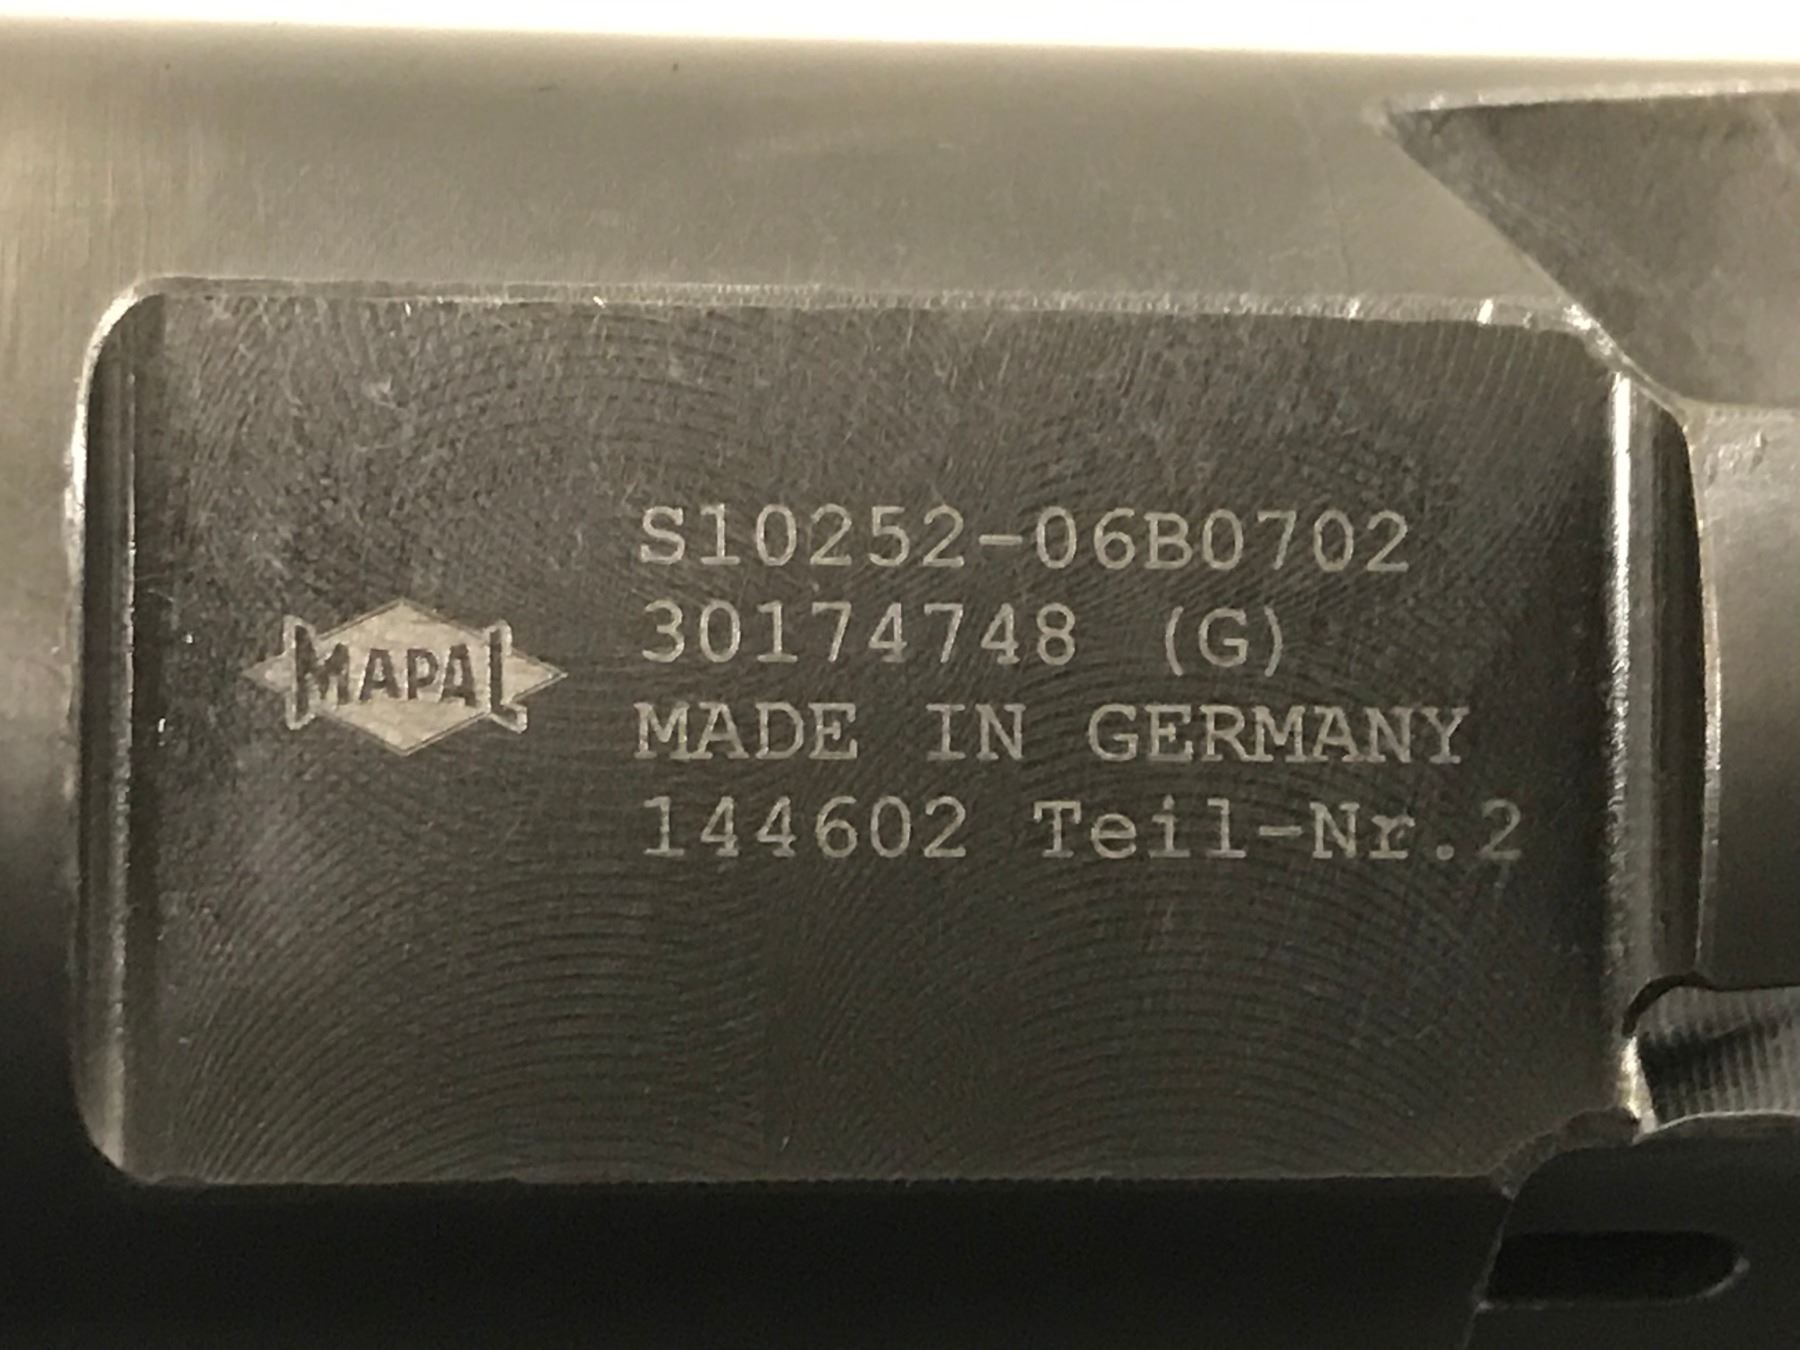 MAPAL
S10252-06B0702
30174748 (G)
MADE IN GERMANY
144602 Teil-Nr.2